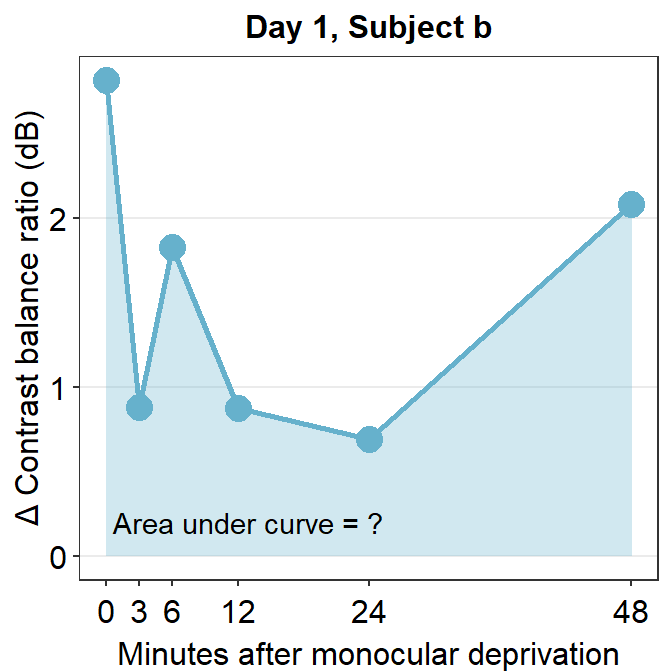 Day 1, Subject b
Δ Contrast balance ratio (dB)
2
1
0
Area under curve = ?
0 3 6 12 24 48
Minutes after monocular deprivation